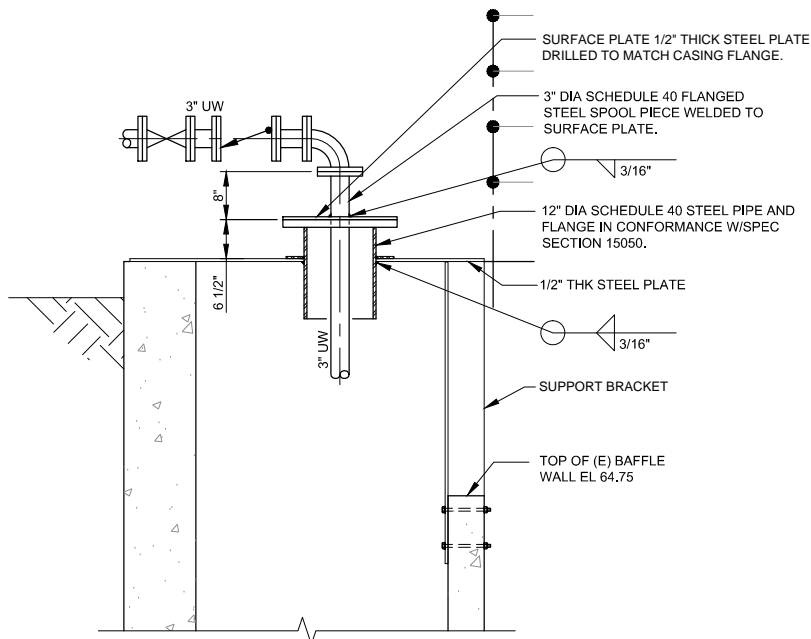 SURFACE PLATE 1/2" THICK STEEL PLATE
DRILLED TO MATCH CASING FLANGE.
3" UW
3" DIA SCHEDULE 40 FLANGED
STEEL SPOOL PIECE WELDED TO
SURFACE PLATE.
3/16"
8"
12" DIA SCHEDULE 40 STEEL PIPE AND
FLANGE IN CONFORMANCE W/SPEC
SECTION 15050.
6 1/2"
1/2" THK STEEL PLATE
3" UW
3/16"
SUPPORT BRACKET
TOP OF (E) BAFFLE
WALL EL 64.75